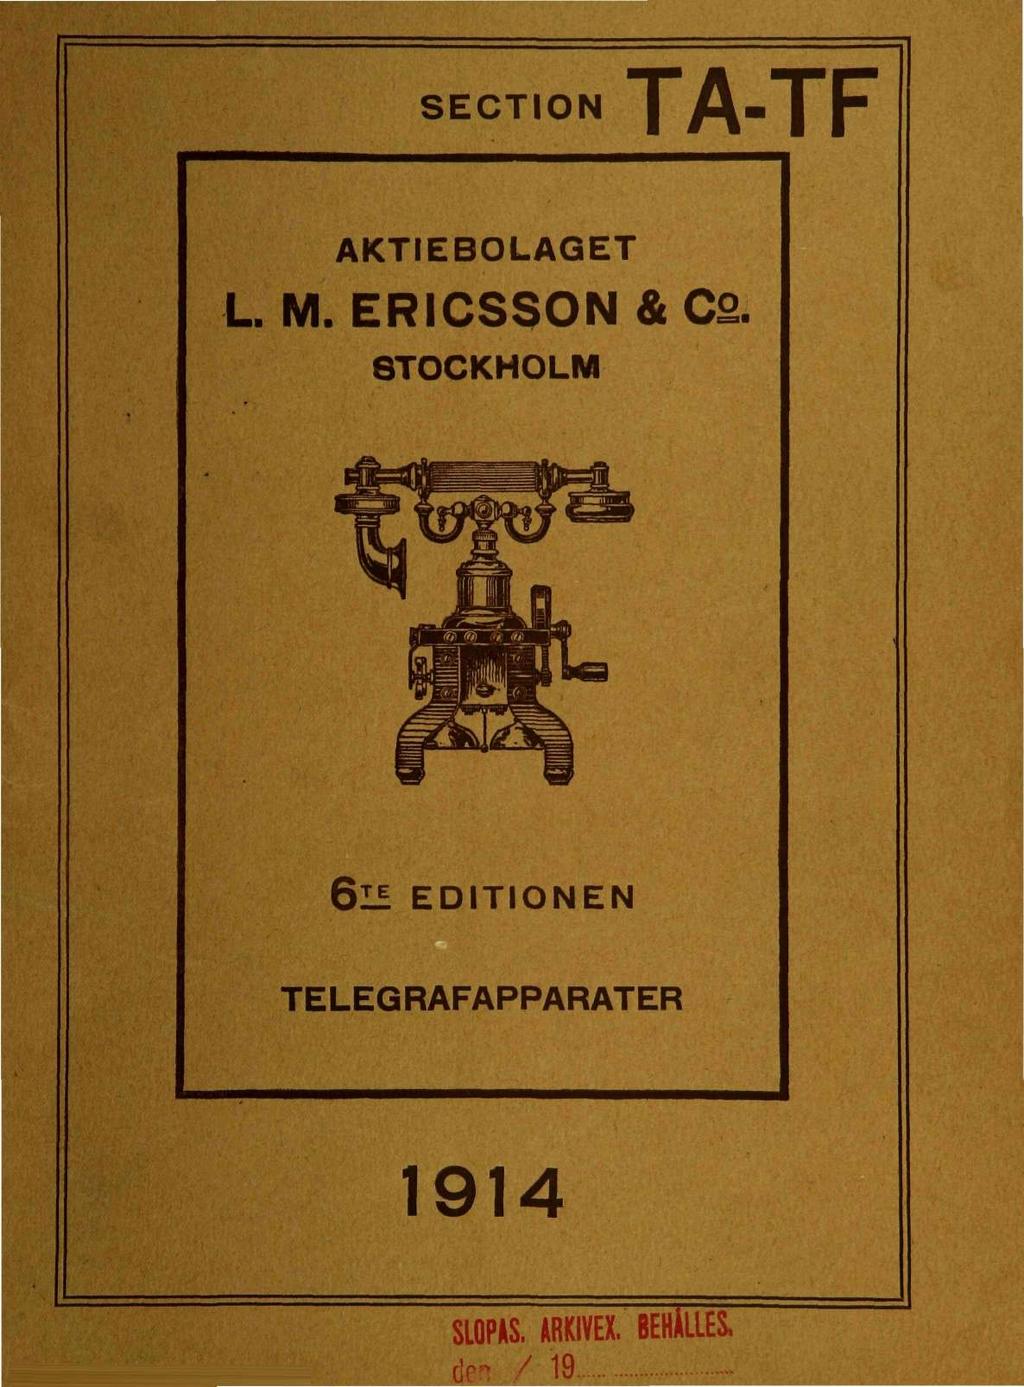 SECTION TA-TF
AKTIEBOLAGET
L. M. ERICSSON & Cº.
STOCKHOLM
6TE EDITIONEN
TELEGRAFAPPARATER
1914
SLOPAS. ARKIVEX. BEHÅLLES.
den / 19...... ........................